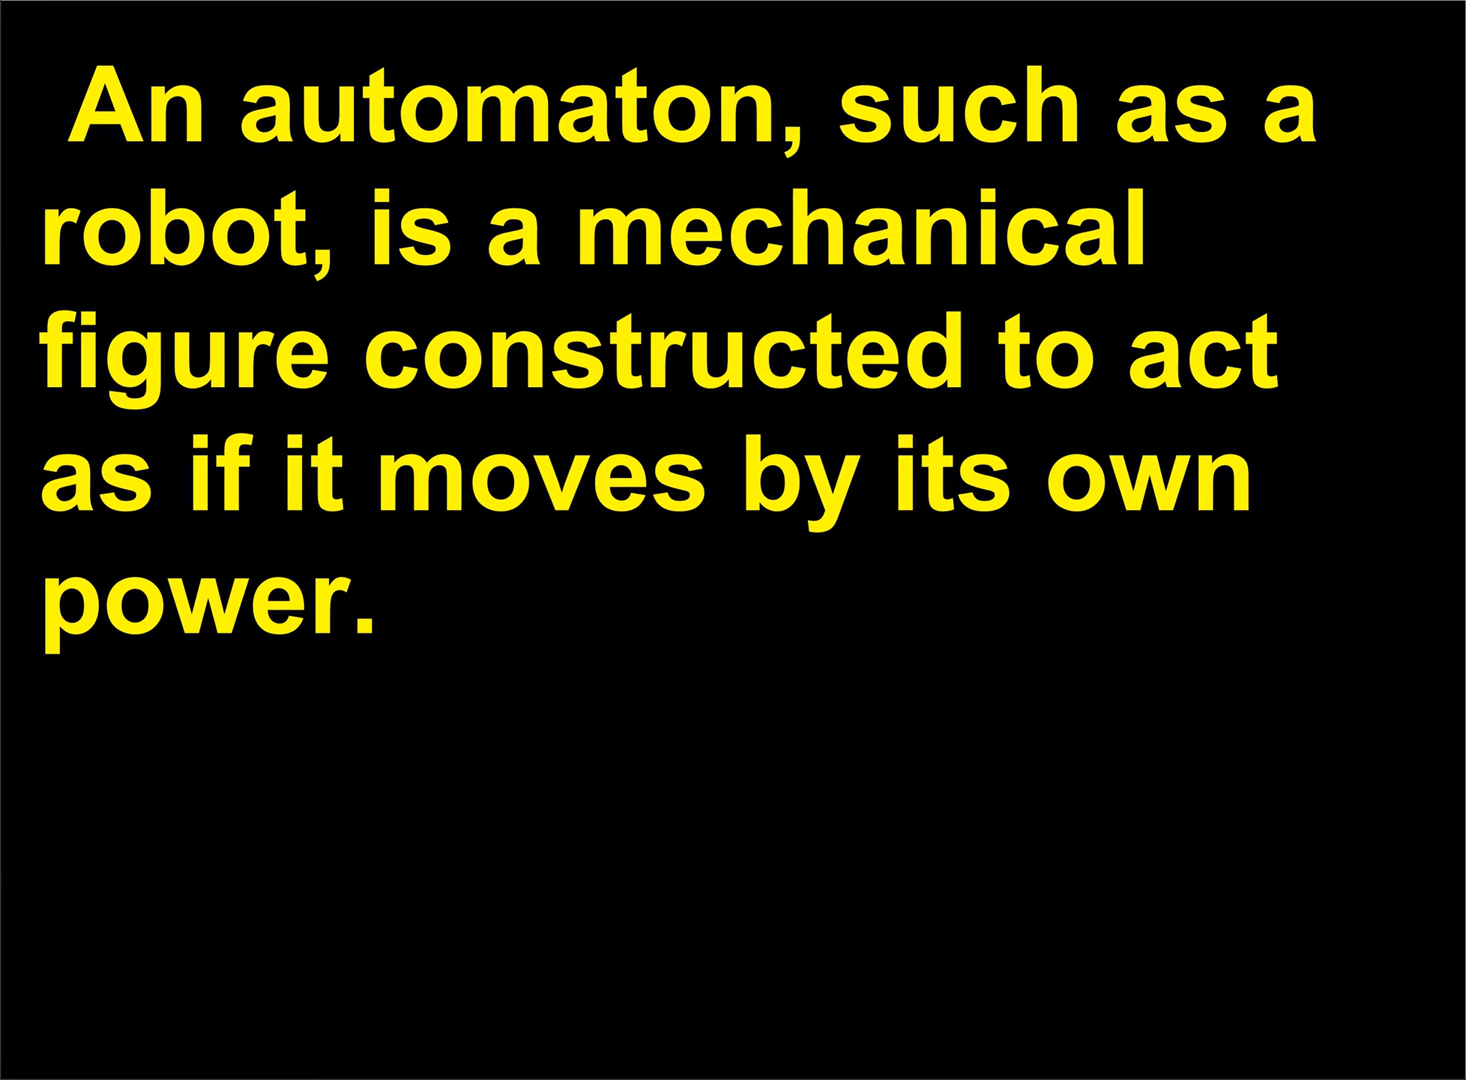 An automaton, such as a
robot, is a mechanical
figure constructed to act
as if it moves by its own
power.